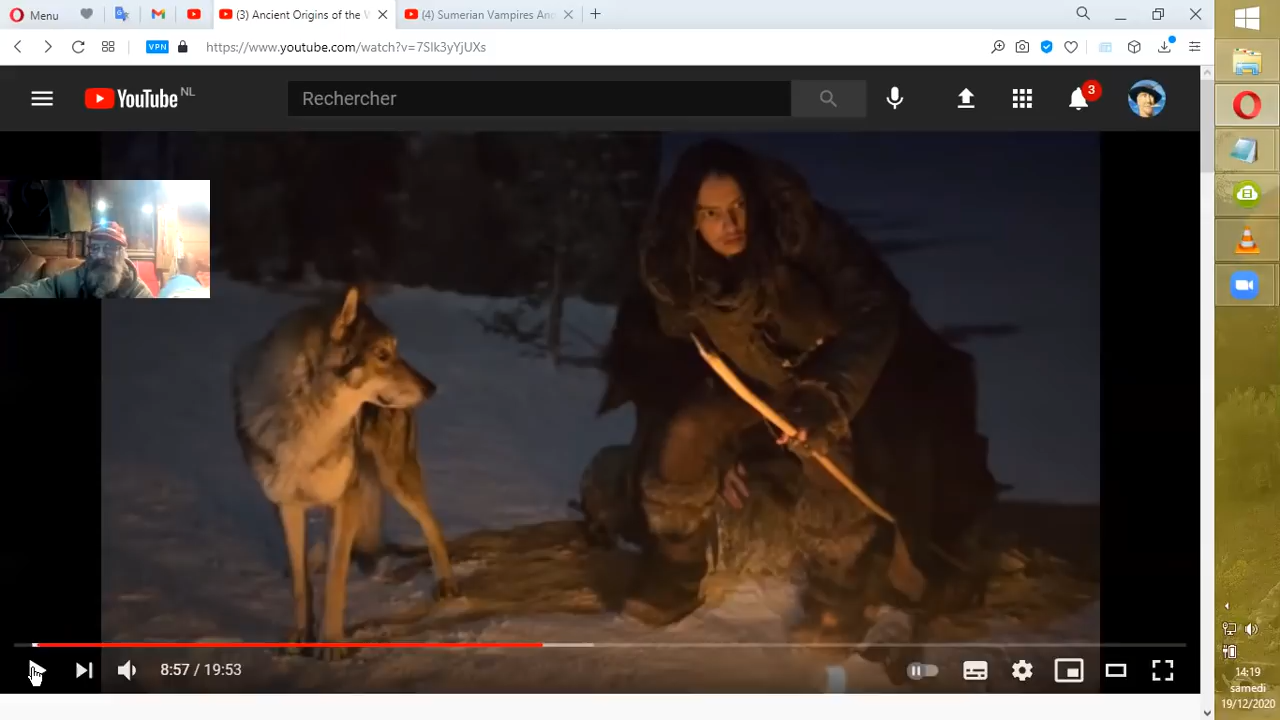 Menu
(3) Ancient Origins of the W
(4) Sumerian Vampires Anc
VPN
https://www.youtube.com/watch?v=7SIk3yYjUXs
YouTube NL
Rechercher
3
8:57 / 19:53
14:19
samedi
19/12/2020